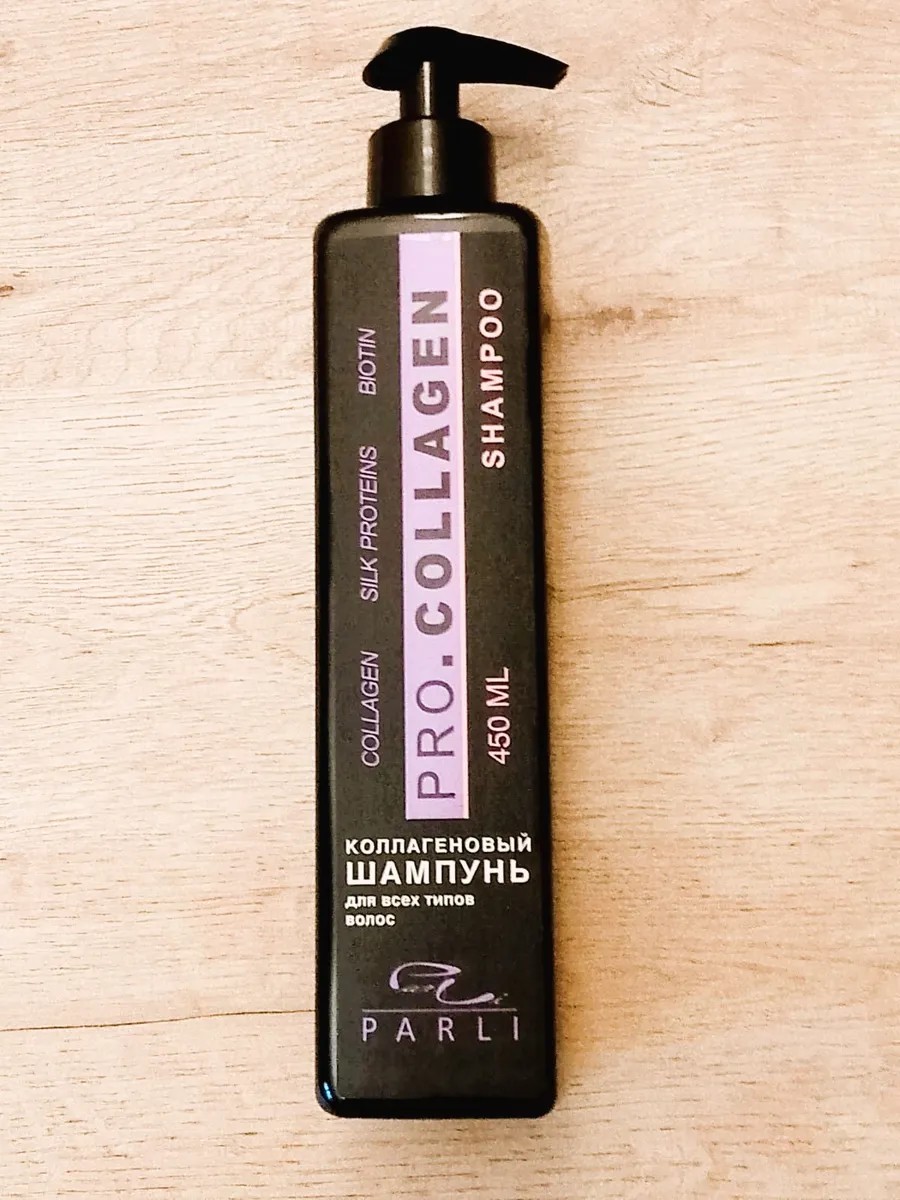 COLLAGEN SILK PROTEINS BIOTIN
PRO.COLLAGEN
450 ML SHAMPOO
КОЛЛАГЕНОВЫЙ
ШАМПУНЬ
для всех типов
волос
PARLI